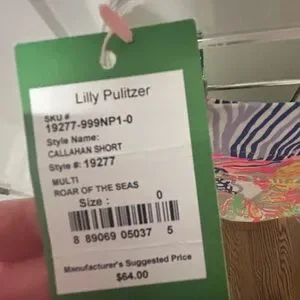 Lilly Pulitzer
SKU #
19277-999NP1-0
Style Name:
CALLAHAN SHORT
Style #: 19277
MULTI
ROAR OF THE SEAS
Size : 0
8 89069 05037 5
Manufacturer's Suggested Price
$64.00